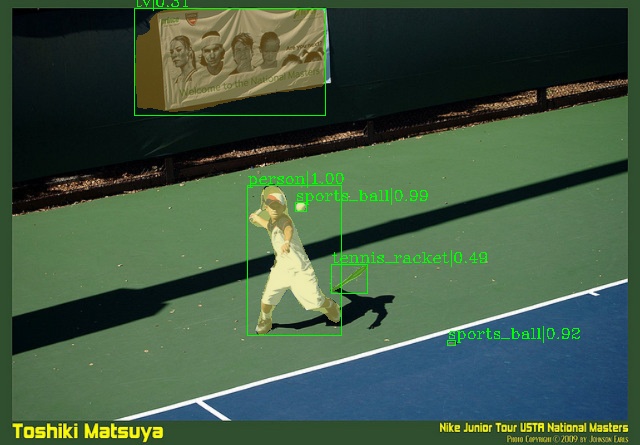 tv|0.31
Welcome to the National Masters
person|1.00
sports_ball|0.99
tennis_racket|0.49
sports_ball|0.92
Toshiki Matsuya
Nike Junior Tour USTA National Masters
Photo Copyright ©2009 by Johnson Earls